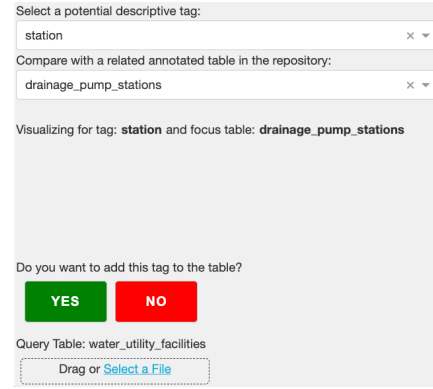 Select a potential descriptive tag:
station
Compare with a related annotated table in the repository:
drainage_pump_stations
Visualizing for tag: station and focus table: drainage_pump_stations
Do you want to add this tag to the table?
YES NO
Query Table: water_utility_facilities
Drag or Select a File